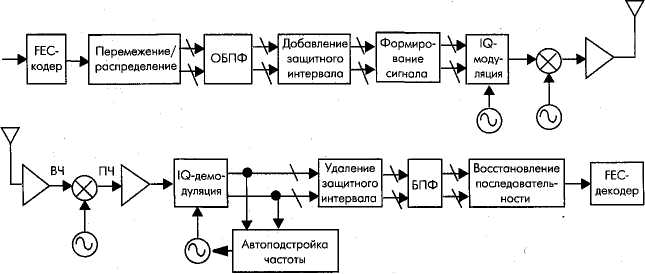 FEC-
кодер
Перемежение/
распределение
ОБПФ
Добавление
защитного
интервала
Формиро-
вание
сигнала
IQ-
моду-
ляция
ВЧ
ПЧ
IQ-демо-
дуляция
Удаление
защитного
интервала
БПФ
Восстановление
последователь-
ности
FEC-
декодер
Автоподстройка
частоты